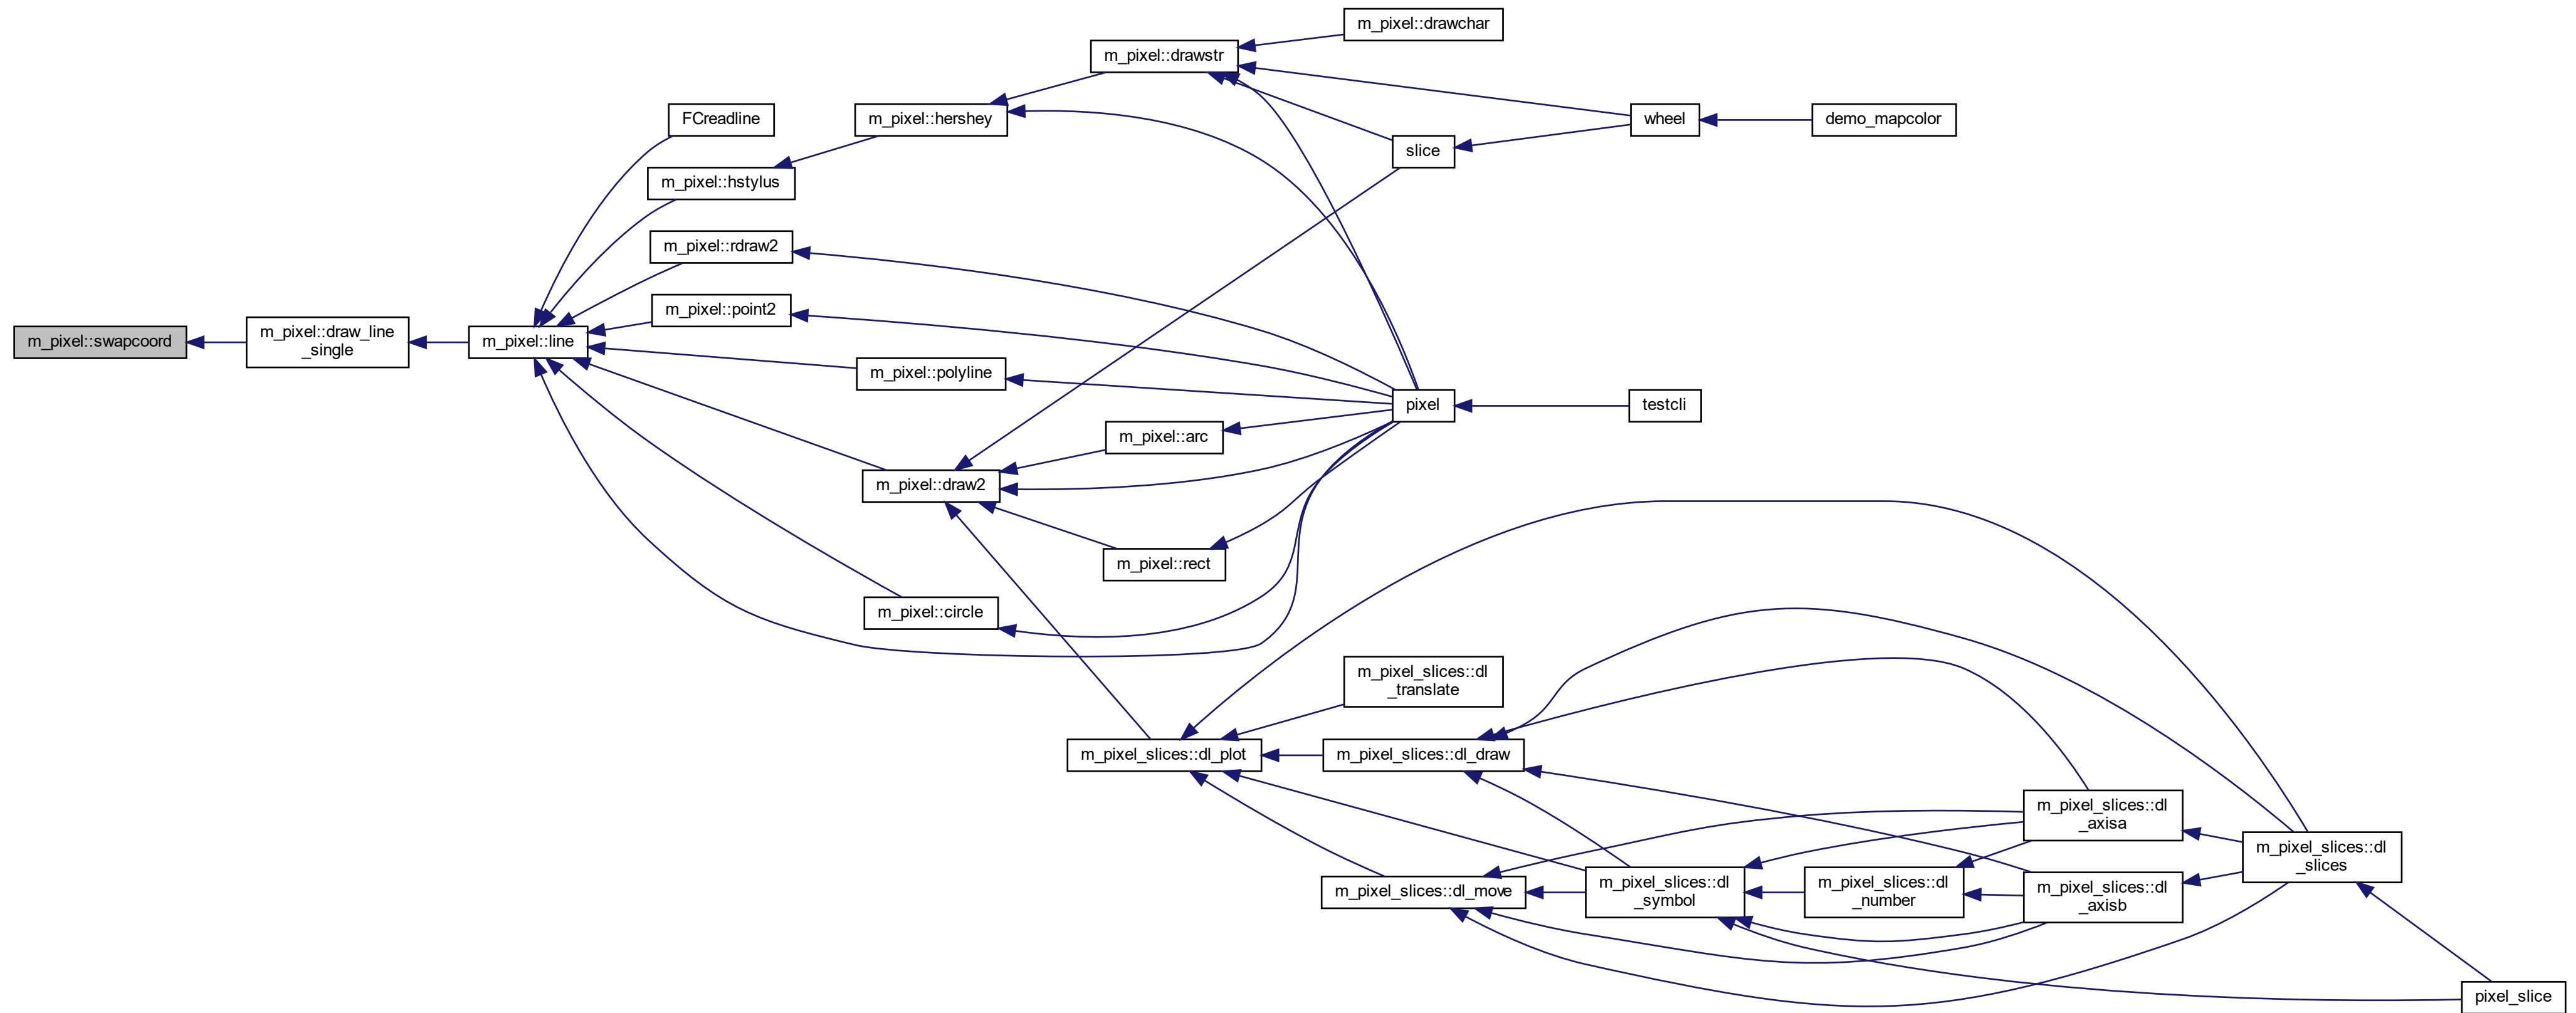 m_pixel::drawchar
m_pixel::drawstr
FCreadline
m_pixel::hershey
wheel
demo_mapcolor
slice
m_pixel::hstylus
m_pixel::rdraw2
m_pixel::point2
m_pixel::swapcoord
m_pixel::draw_line
_single
m_pixel::line
m_pixel::polyline
pixel
testcli
m_pixel::arc
m_pixel::draw2
m_pixel::rect
m_pixel::circle
m_pixel_slices::dl
_translate
m_pixel_slices::dl_plot
m_pixel_slices::dl_draw
m_pixel_slices::dl
_axisa
m_pixel_slices::dl
_slices
m_pixel_slices::dl_move
m_pixel_slices::dl
_symbol
m_pixel_slices::dl
_number
m_pixel_slices::dl
_axisb
pixel_slice